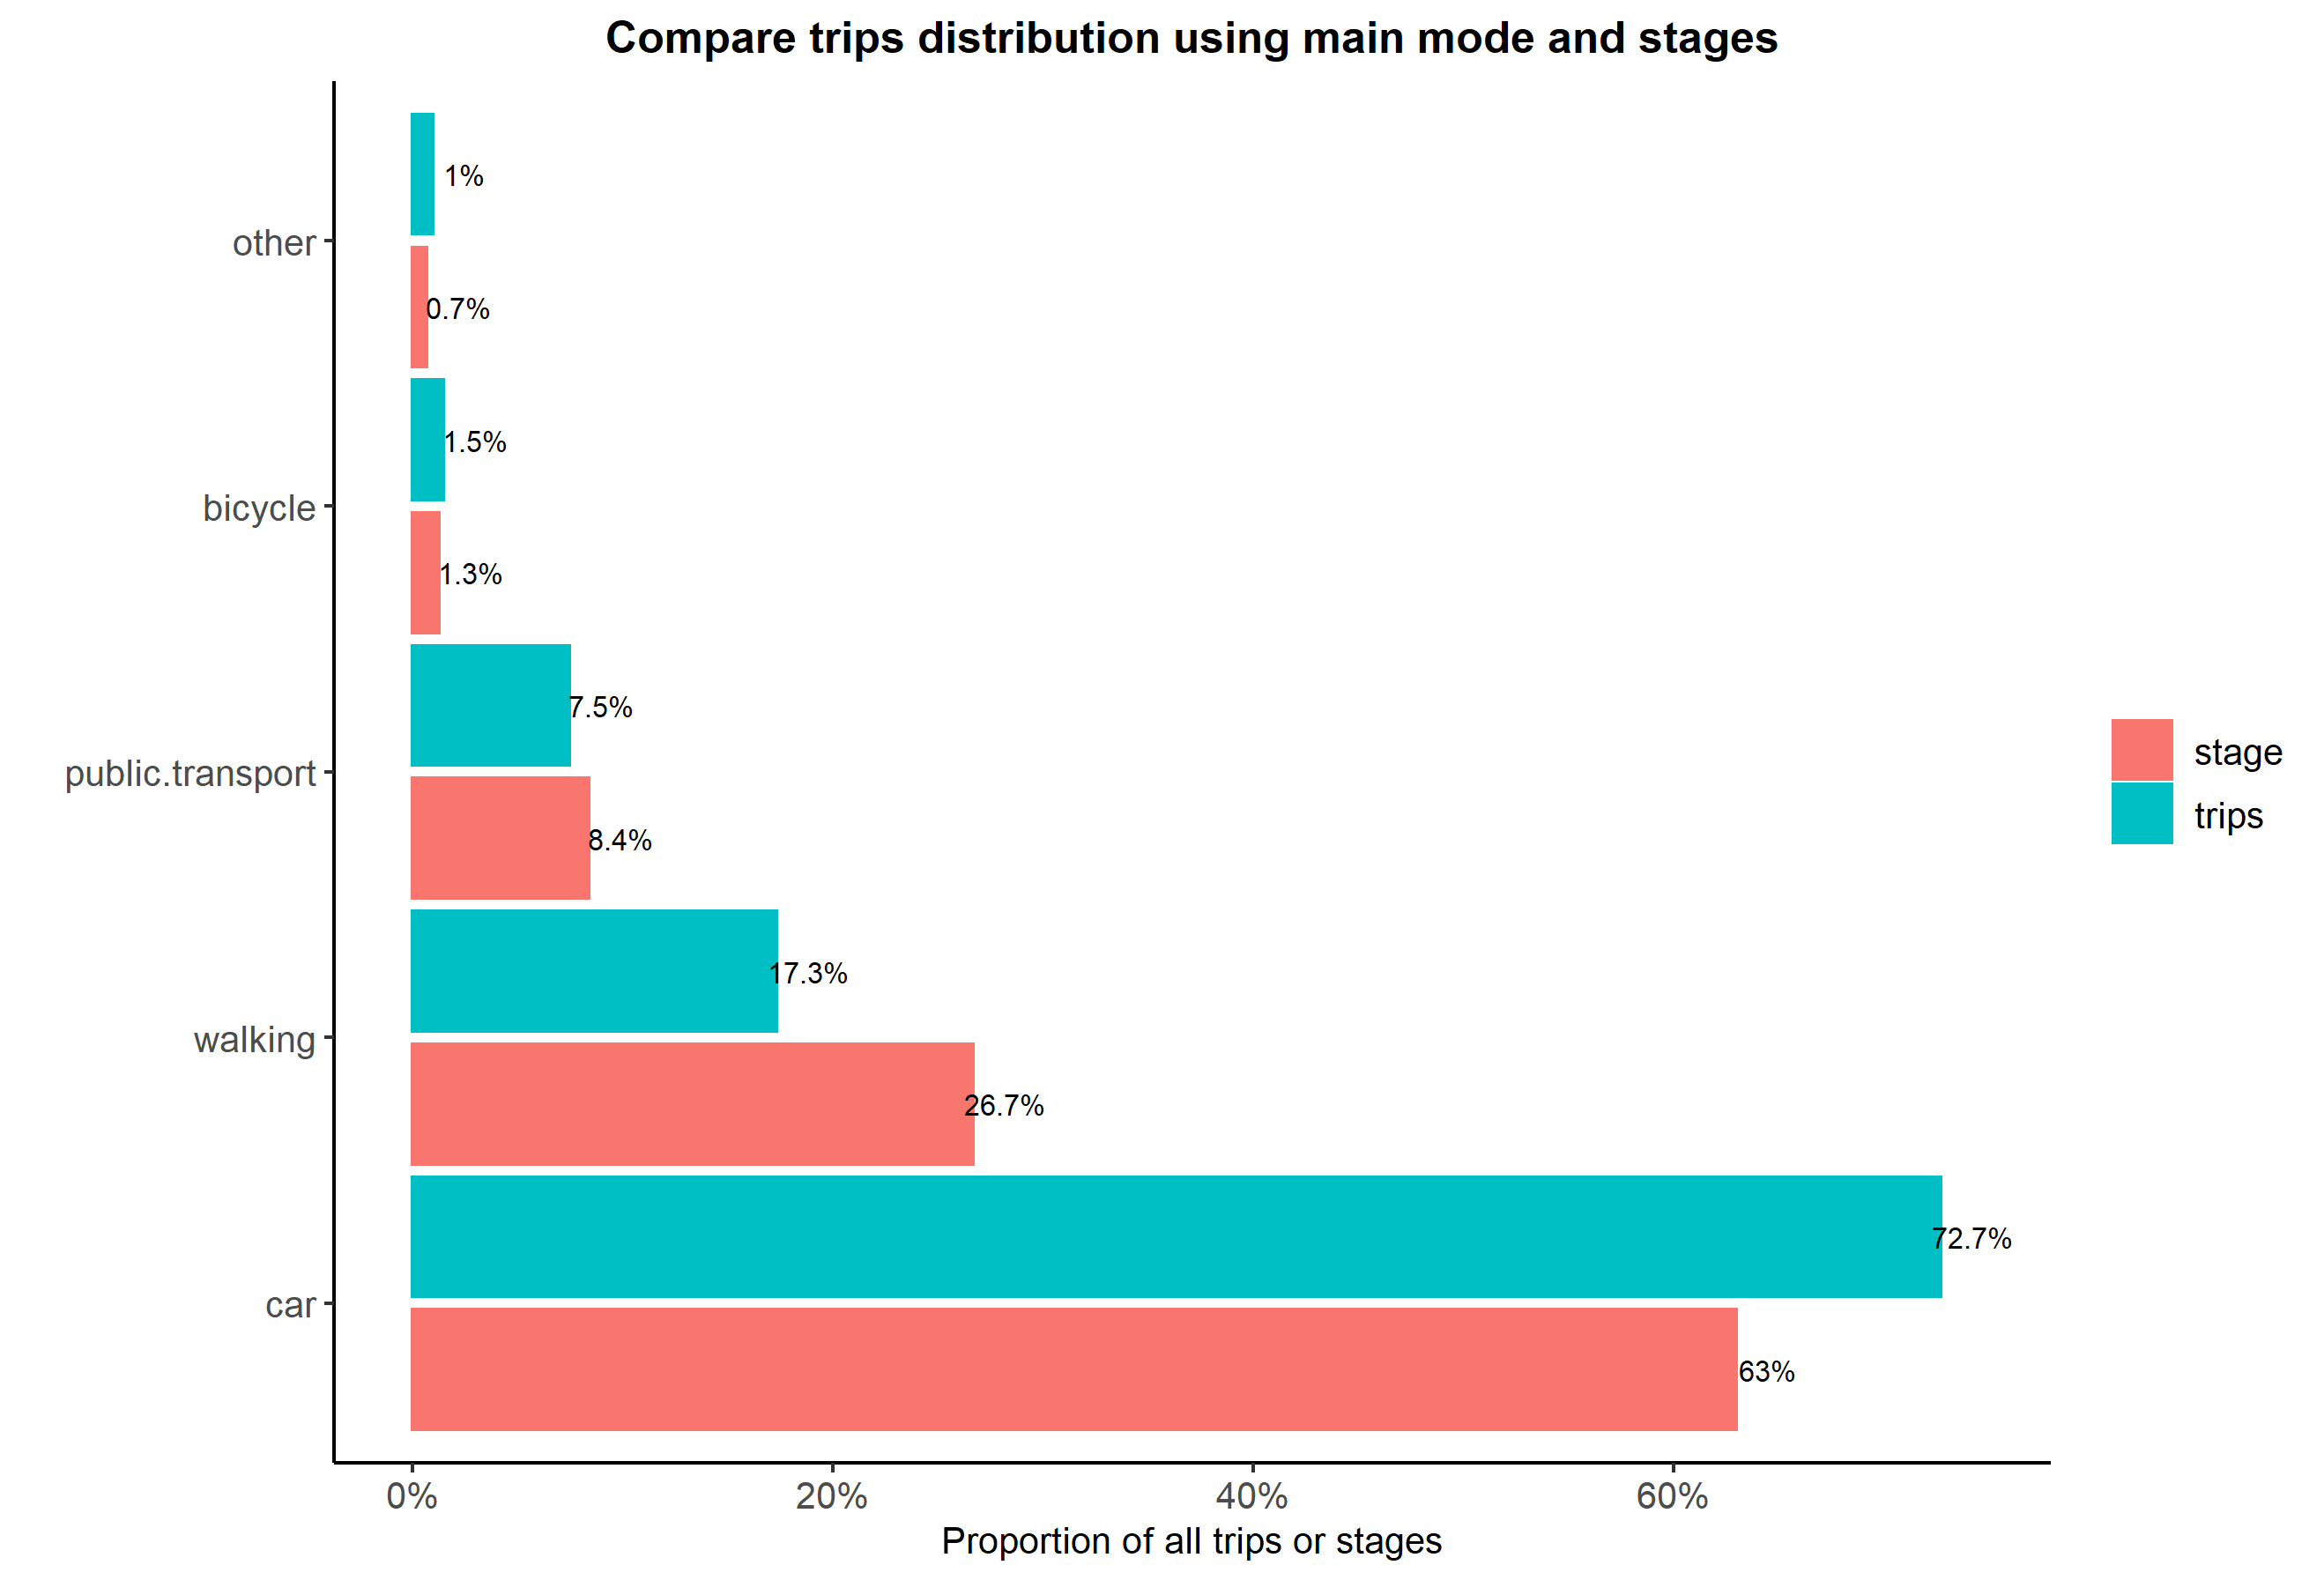 Compare trips distribution using main mode and stages
other
1%
0.7%
bicycle
1.5%
1.3%
public.transport
7.5%
8.4%
walking
17.3%
26.7%
car
72.7%
63%
stage
trips
0% 20% 40% 60%
Proportion of all trips or stages